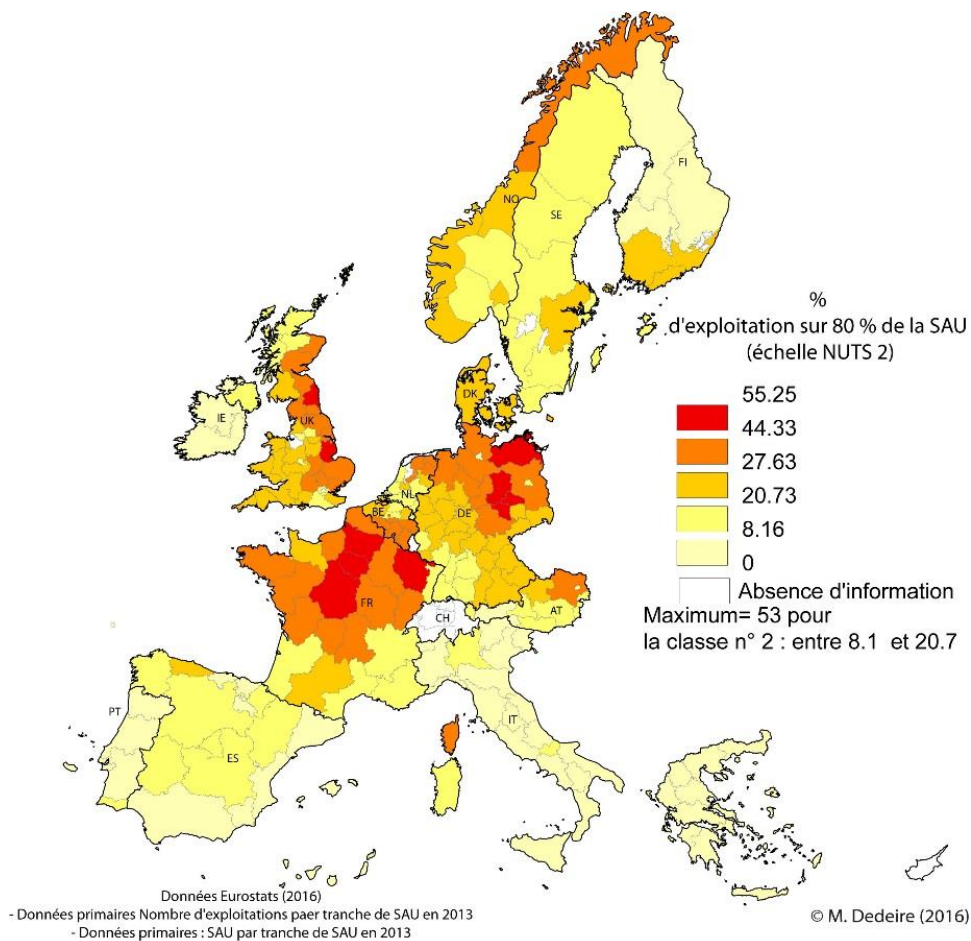 FI
NO
SE
%
d'exploitation sur 80 % de la SAU
(échelle NUTS 2)
55.25
44.33
27.63
20.73
8.16
0
Absence d'information
Maximum= 53 pour
la classe n° 2 : entre 8.1 et 20.7
DK
IE
UK
NL
BE
DE
FR
CH
AT
PT
ES
IT
Données Eurostats (2016)
- Données primaires Nombre d'exploitations paer tranche de SAU en 2013
- Données primaires : SAU par tranche de SAU en 2013
© M. Dedeire (2016)